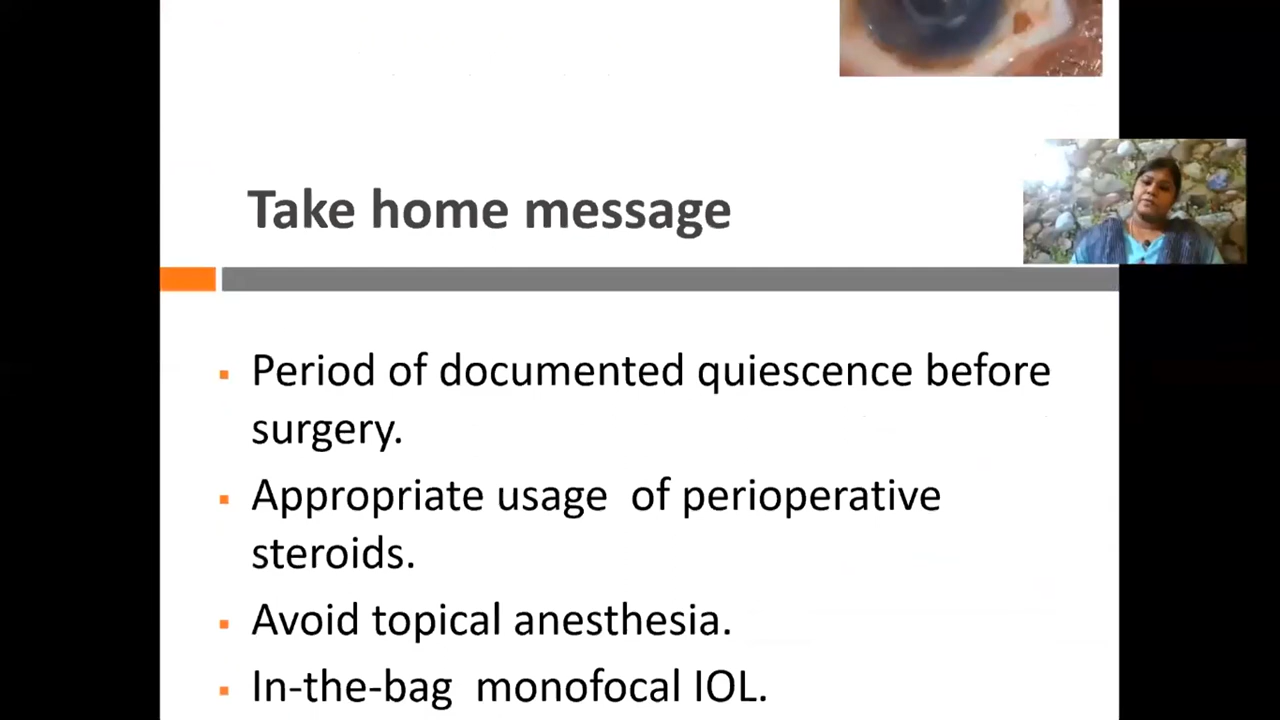 Take home message
Period of documented quiescence before
surgery.
Appropriate usage  of perioperative
steroids.
Avoid topical anesthesia.
In-the-bag  monofocal IOL.